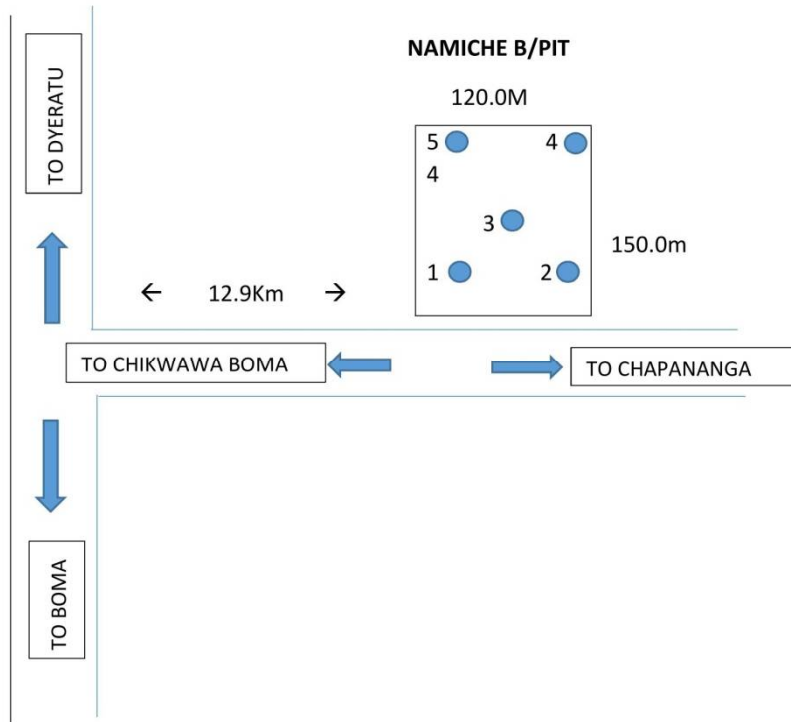 TO DYERATU
NAMICHE B/PIT
120.0M
5
4
4
3
150.0m
1
2
← 12.9Km →
TO CHIKWAWA BOMA
TO CHAPANANGA
TO BOMA